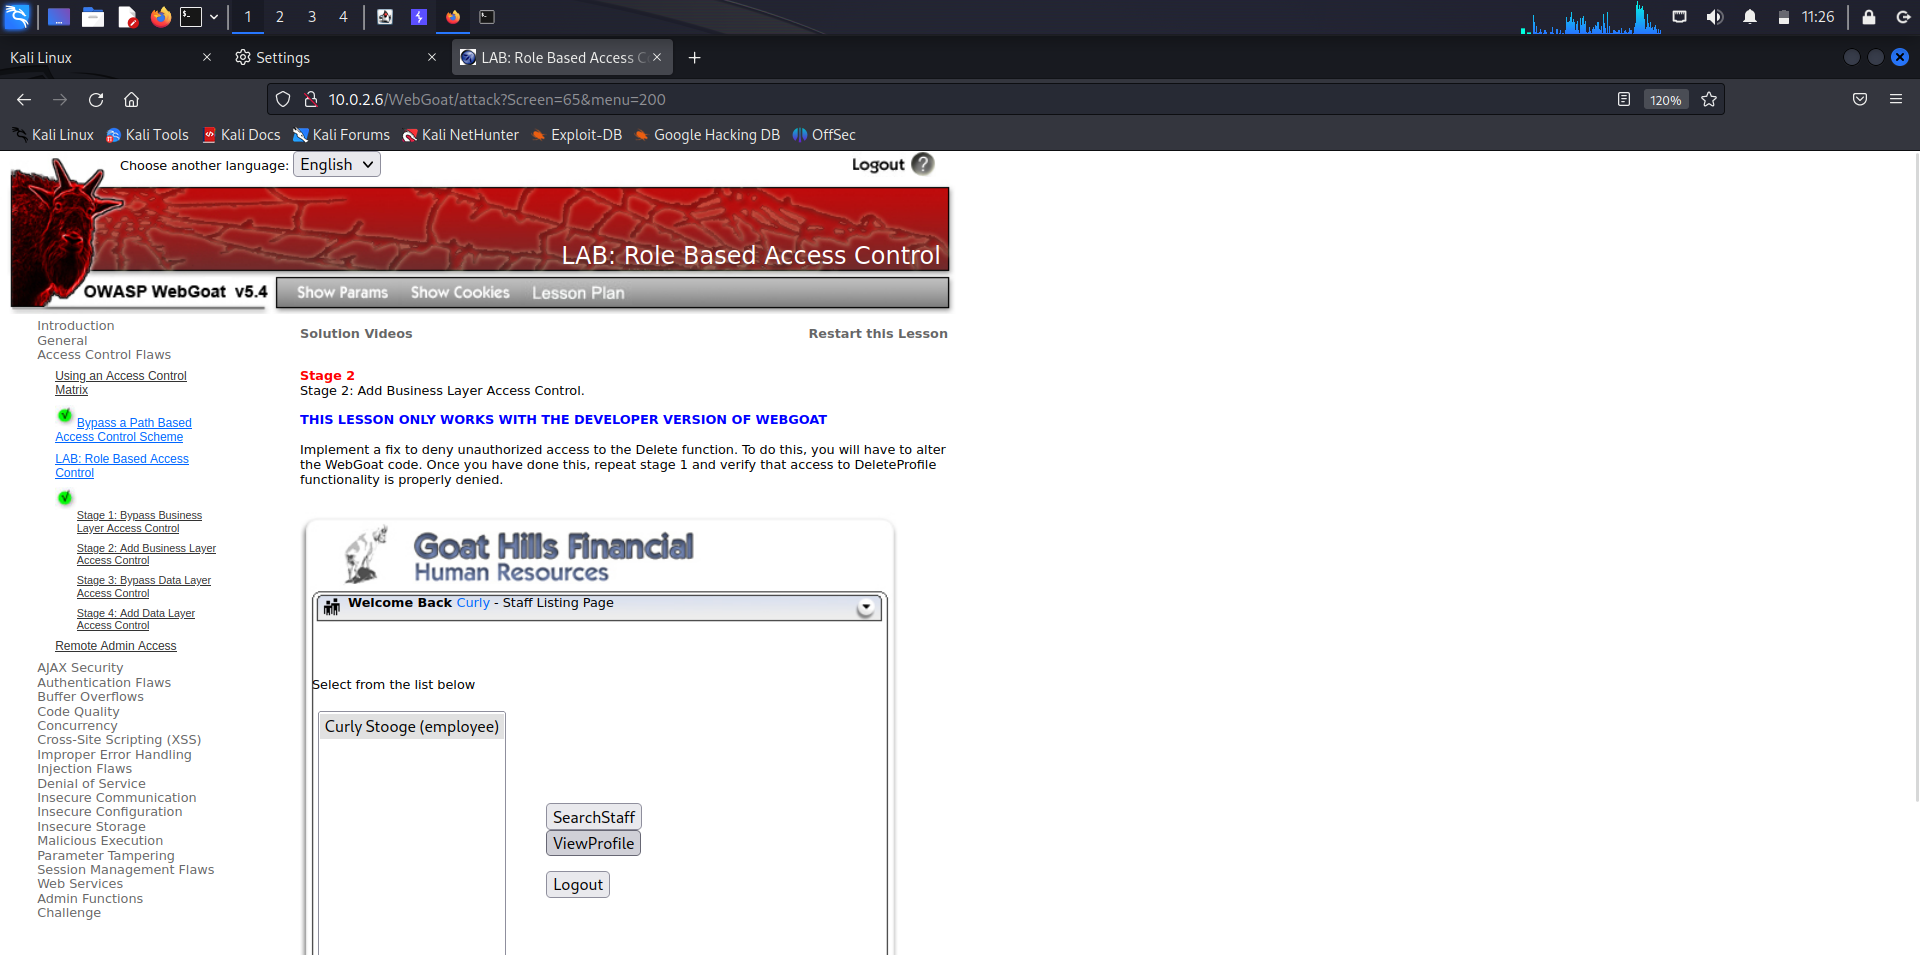 1 2 3 4 11:26
Kali Linux Settings LAB: Role Based Access C
10.0.2.6/WebGoat/attack?Screen=65&menu=200 120%
Kali Linux Kali Tools Kali Docs Kali Forums Kali NetHunter Exploit-DB Google Hacking DB OffSec
Choose another language: English Logout ?
LAB: Role Based Access Control
OWASP WebGoat v5.4 Show Params Show Cookies Lesson Plan
Introduction
General
Access Control Flaws
Using an Access Control
Matrix
Bypass a Path Based
Access Control Scheme
LAB: Role Based Access
Control
Stage 1: Bypass Business
Layer Access Control
Stage 2: Add Business Layer
Access Control
Stage 3: Bypass Data Layer
Access Control
Stage 4: Add Data Layer
Access Control
Remote Admin Access
AJAX Security
Authentication Flaws
Buffer Overflows
Code Quality
Concurrency
Cross-Site Scripting (XSS)
Improper Error Handling
Injection Flaws
Denial of Service
Insecure Communication
Insecure Configuration
Insecure Storage
Malicious Execution
Parameter Tampering
Session Management Flaws
Web Services
Admin Functions
Challenge
Solution Videos Restart this Lesson
Stage 2
Stage 2: Add Business Layer Access Control.
THIS LESSON ONLY WORKS WITH THE DEVELOPER VERSION OF WEBGOAT
Implement a fix to deny unauthorized access to the Delete function. To do this, you will have to alter
the WebGoat code. Once you have done this, repeat stage 1 and verify that access to DeleteProfile
functionality is properly denied.
Goat Hills Financial
Human Resources
Welcome Back Curly - Staff Listing Page
Select from the list below
Curly Stooge (employee)
SearchStaff
ViewProfile
Logout